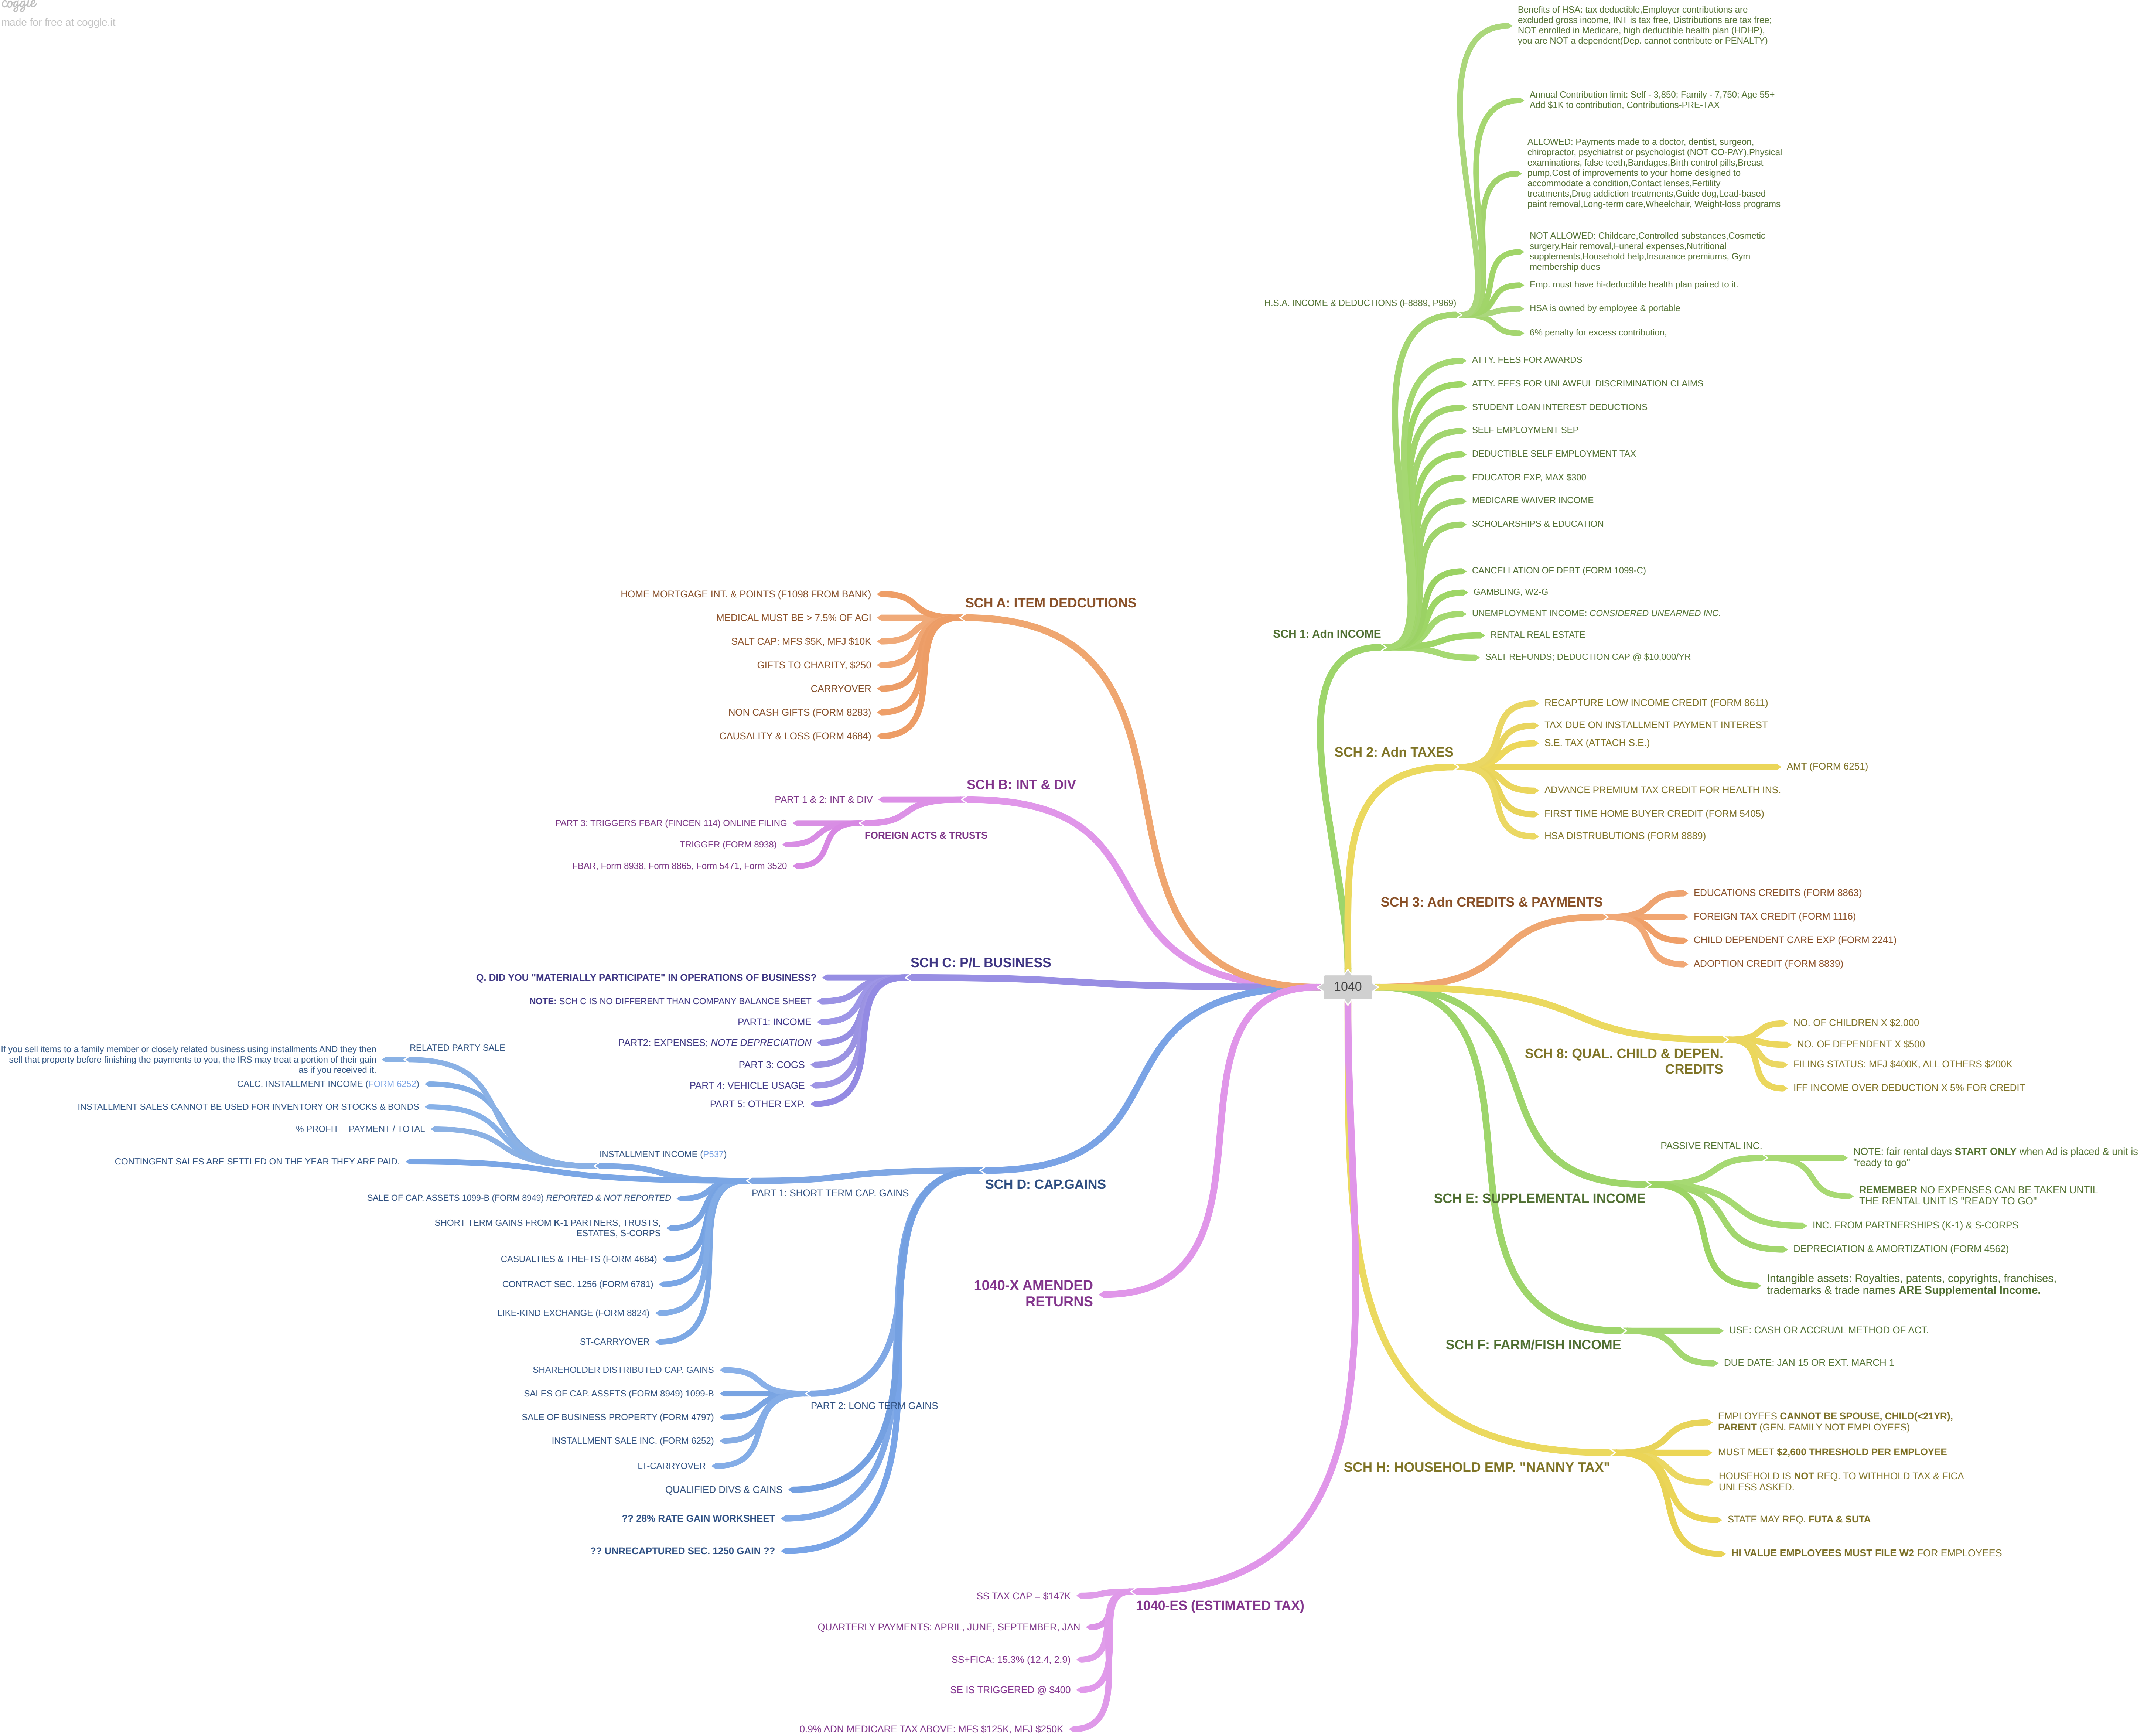 coggle
made for free at coggle.it
1040
SCH 1: Adn INCOME
H.S.A. INCOME & DEDUCTIONS (F8889, P969)
Benefits of HSA: tax deductible,Employer contributions are
excluded gross income, INT is tax free, Distributions are tax free;
NOT enrolled in Medicare, high deductible health plan (HDHP),
you are NOT a dependent(Dep. cannot contribute or PENALTY)
Annual Contribution limit: Self - 3,850; Family - 7,750; Age 55+
Add $1K to contribution, Contributions-PRE-TAX
ALLOWED: Payments made to a doctor, dentist, surgeon,
chiropractor, psychiatrist or psychologist (NOT CO-PAY),Physical
examinations, false teeth,Bandages,Birth control pills,Breast
pump,Cost of improvements to your home designed to
accommodate a condition,Contact lenses,Fertility
treatments,Drug addiction treatments,Guide dog,Lead-based
paint removal,Long-term care,Wheelchair, Weight-loss programs
NOT ALLOWED: Childcare,Controlled substances,Cosmetic
surgery,Hair removal,Funeral expenses,Nutritional
supplements,Household help,Insurance premiums, Gym
membership dues
Emp. must have hi-deductible health plan paired to it.
HSA is owned by employee & portable
6% penalty for excess contribution,
ATTY. FEES FOR AWARDS
ATTY. FEES FOR UNLAWFUL DISCRIMINATION CLAIMS
STUDENT LOAN INTEREST DEDUCTIONS
SELF EMPLOYMENT SEP
DEDUCTIBLE SELF EMPLOYMENT TAX
EDUCATOR EXP, MAX $300
MEDICARE WAIVER INCOME
SCHOLARSHIPS & EDUCATION
CANCELLATION OF DEBT (FORM 1099-C)
GAMBLING, W2-G
UNEMPLOYMENT INCOME: CONSIDERED UNEARNED INC.
RENTAL REAL ESTATE
SALT REFUNDS; DEDUCTION CAP @ $10,000/YR
SCH 2: Adn TAXES
RECAPTURE LOW INCOME CREDIT (FORM 8611)
TAX DUE ON INSTALLMENT PAYMENT INTEREST
S.E. TAX (ATTACH S.E.)
AMT (FORM 6251)
ADVANCE PREMIUM TAX CREDIT FOR HEALTH INS.
FIRST TIME HOME BUYER CREDIT (FORM 5405)
HSA DISTRUBUTIONS (FORM 8889)
SCH 3: Adn CREDITS & PAYMENTS
EDUCATIONS CREDITS (FORM 8863)
FOREIGN TAX CREDIT (FORM 1116)
CHILD DEPENDENT CARE EXP (FORM 2241)
ADOPTION CREDIT (FORM 8839)
SCH 8: QUAL. CHILD & DEPEN.
CREDITS
NO. OF CHILDREN X $2,000
NO. OF DEPENDENT X $500
FILING STATUS: MFJ $400K, ALL OTHERS $200K
IFF INCOME OVER DEDUCTION X 5% FOR CREDIT
SCH E: SUPPLEMENTAL INCOME
PASSIVE RENTAL INC.
NOTE: fair rental days START ONLY when Ad is placed & unit is
"ready to go"
REMEMBER NO EXPENSES CAN BE TAKEN UNTIL
THE RENTAL UNIT IS "READY TO GO"
INC. FROM PARTNERSHIPS (K-1) & S-CORPS
DEPRECIATION & AMORTIZATION (FORM 4562)
Intangible assets: Royalties, patents, copyrights, franchises,
trademarks & trade names ARE Supplemental Income.
SCH F: FARM/FISH INCOME
USE: CASH OR ACCRUAL METHOD OF ACT.
DUE DATE: JAN 15 OR EXT. MARCH 1
SCH H: HOUSEHOLD EMP. "NANNY TAX"
EMPLOYEES CANNOT BE SPOUSE, CHILD(<21YR),
PARENT (GEN. FAMILY NOT EMPLOYEES)
MUST MEET $2,600 THRESHOLD PER EMPLOYEE
HOUSEHOLD IS NOT REQ. TO WITHHOLD TAX & FICA
UNLESS ASKED.
STATE MAY REQ. FUTA & SUTA
HI VALUE EMPLOYEES MUST FILE W2 FOR EMPLOYEES
SCH A: ITEM DEDCUTIONS
HOME MORTGAGE INT. & POINTS (F1098 FROM BANK)
MEDICAL MUST BE > 7.5% OF AGI
SALT CAP: MFS $5K, MFJ $10K
GIFTS TO CHARITY, $250
CARRYOVER
NON CASH GIFTS (FORM 8283)
CAUSALITY & LOSS (FORM 4684)
SCH B: INT & DIV
PART 1 & 2: INT & DIV
FOREIGN ACTS & TRUSTS
PART 3: TRIGGERS FBAR (FINCEN 114) ONLINE FILING
TRIGGER (FORM 8938)
FBAR, Form 8938, Form 8865, Form 5471, Form 3520
SCH C: P/L BUSINESS
Q. DID YOU "MATERIALLY PARTICIPATE" IN OPERATIONS OF BUSINESS?
NOTE: SCH C IS NO DIFFERENT THAN COMPANY BALANCE SHEET
PART1: INCOME
PART2: EXPENSES; NOTE DEPRECIATION
PART 3: COGS
PART 4: VEHICLE USAGE
PART 5: OTHER EXP.
SCH D: CAP.GAINS
PART 1: SHORT TERM CAP. GAINS
INSTALLMENT INCOME (P537)
RELATED PARTY SALE
If you sell items to a family member or closely related business using installments AND they then
sell that property before finishing the payments to you, the IRS may treat a portion of their gain
as if you received it.
CALC. INSTALLMENT INCOME (FORM 6252)
INSTALLMENT SALES CANNOT BE USED FOR INVENTORY OR STOCKS & BONDS
% PROFIT = PAYMENT / TOTAL
CONTINGENT SALES ARE SETTLED ON THE YEAR THEY ARE PAID.
SALE OF CAP. ASSETS 1099-B (FORM 8949) REPORTED & NOT REPORTED
SHORT TERM GAINS FROM K-1 PARTNERS, TRUSTS,
ESTATES, S-CORPS
CASUALTIES & THEFTS (FORM 4684)
CONTRACT SEC. 1256 (FORM 6781)
LIKE-KIND EXCHANGE (FORM 8824)
ST-CARRYOVER
PART 2: LONG TERM GAINS
SHAREHOLDER DISTRIBUTED CAP. GAINS
SALES OF CAP. ASSETS (FORM 8949) 1099-B
SALE OF BUSINESS PROPERTY (FORM 4797)
INSTALLMENT SALE INC. (FORM 6252)
LT-CARRYOVER
QUALIFIED DIVS & GAINS
?? 28% RATE GAIN WORKSHEET
?? UNRECAPTURED SEC. 1250 GAIN ??
1040-X AMENDED
RETURNS
1040-ES (ESTIMATED TAX)
SS TAX CAP = $147K
QUARTERLY PAYMENTS: APRIL, JUNE, SEPTEMBER, JAN
SS+FICA: 15.3% (12.4, 2.9)
SE IS TRIGGERED @ $400
0.9% ADN MEDICARE TAX ABOVE: MFS $125K, MFJ $250K